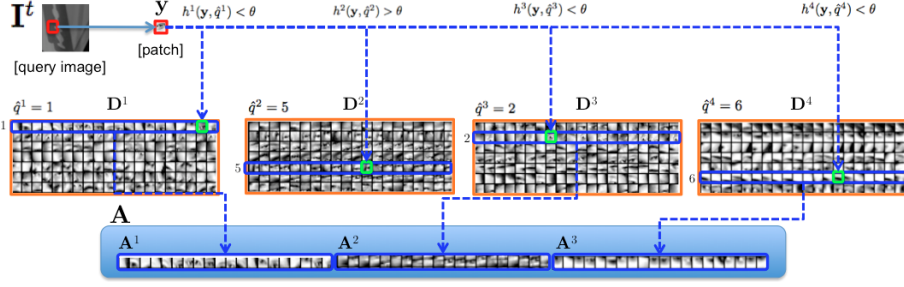 I^t
y
h^1(y, q̂^1) < θ
h^2(y, q̂^2) > θ
h^3(y, q̂^3) < θ
h^4(y, q̂^4) < θ
[query image]
[patch]
q̂^1 = 1
D^1
q̂^2 = 5
D^2
q̂^3 = 2
D^3
q̂^4 = 6
D^4
1
5
2
6
A
A^1
A^2
A^3